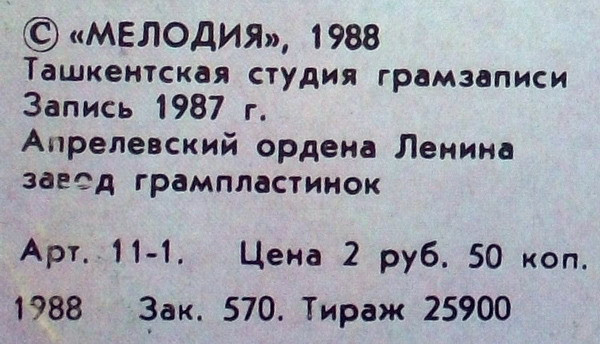 © «МЕЛОДИЯ», 1988
Ташкентская студия грамзаписи
Запись 1987 г.
Апрелевский ордена Ленина
завод грампластинок
Арт. 11-1. Цена 2 руб. 50 коп.
1988 Зак. 570. Тираж 25900